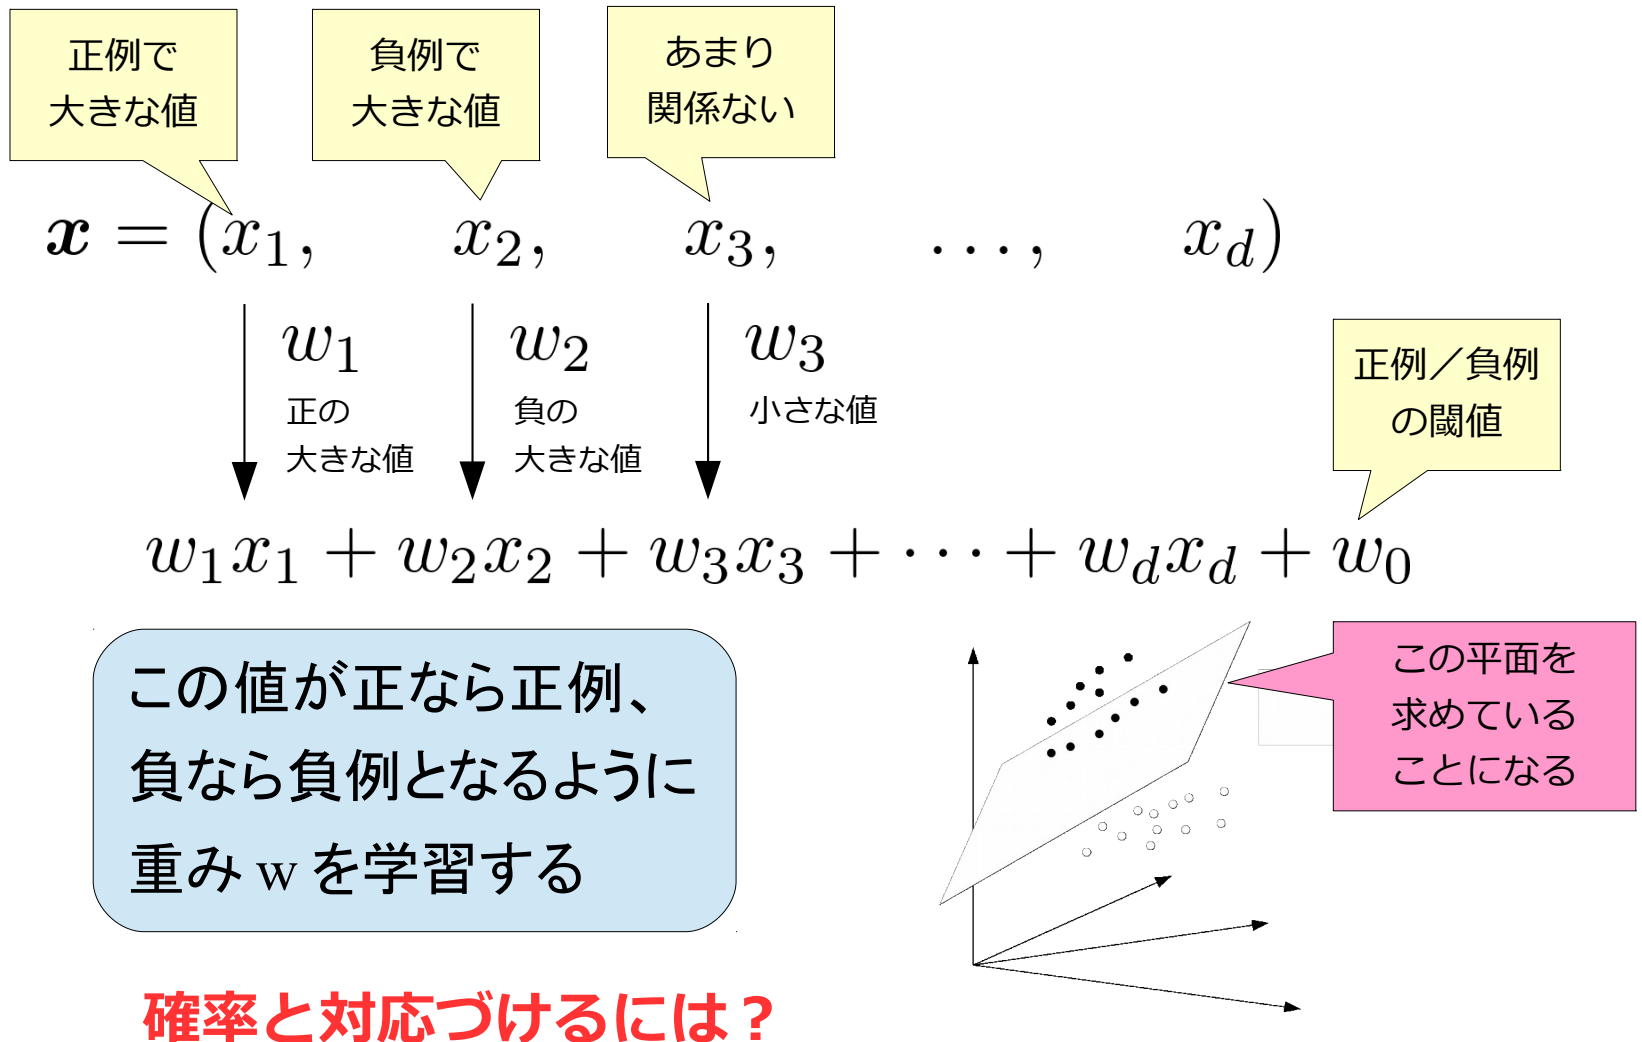 正例で
大きな値
負例で
大きな値
あまり
関係ない
x = (x₁, x₂, x₃, ..., x_d)
w₁
正の
大きな値
w₂
負の
大きな値
w₃
小さな値
正例／負例
の閾値
w₁x₁ + w₂x₂ + w₃x₃ + ⋯ + w_dx_d + w₀
この値が正なら正例、
負なら負例となるように
重み w を学習する
この平面を
求めている
ことになる
確率と対応づけるには？